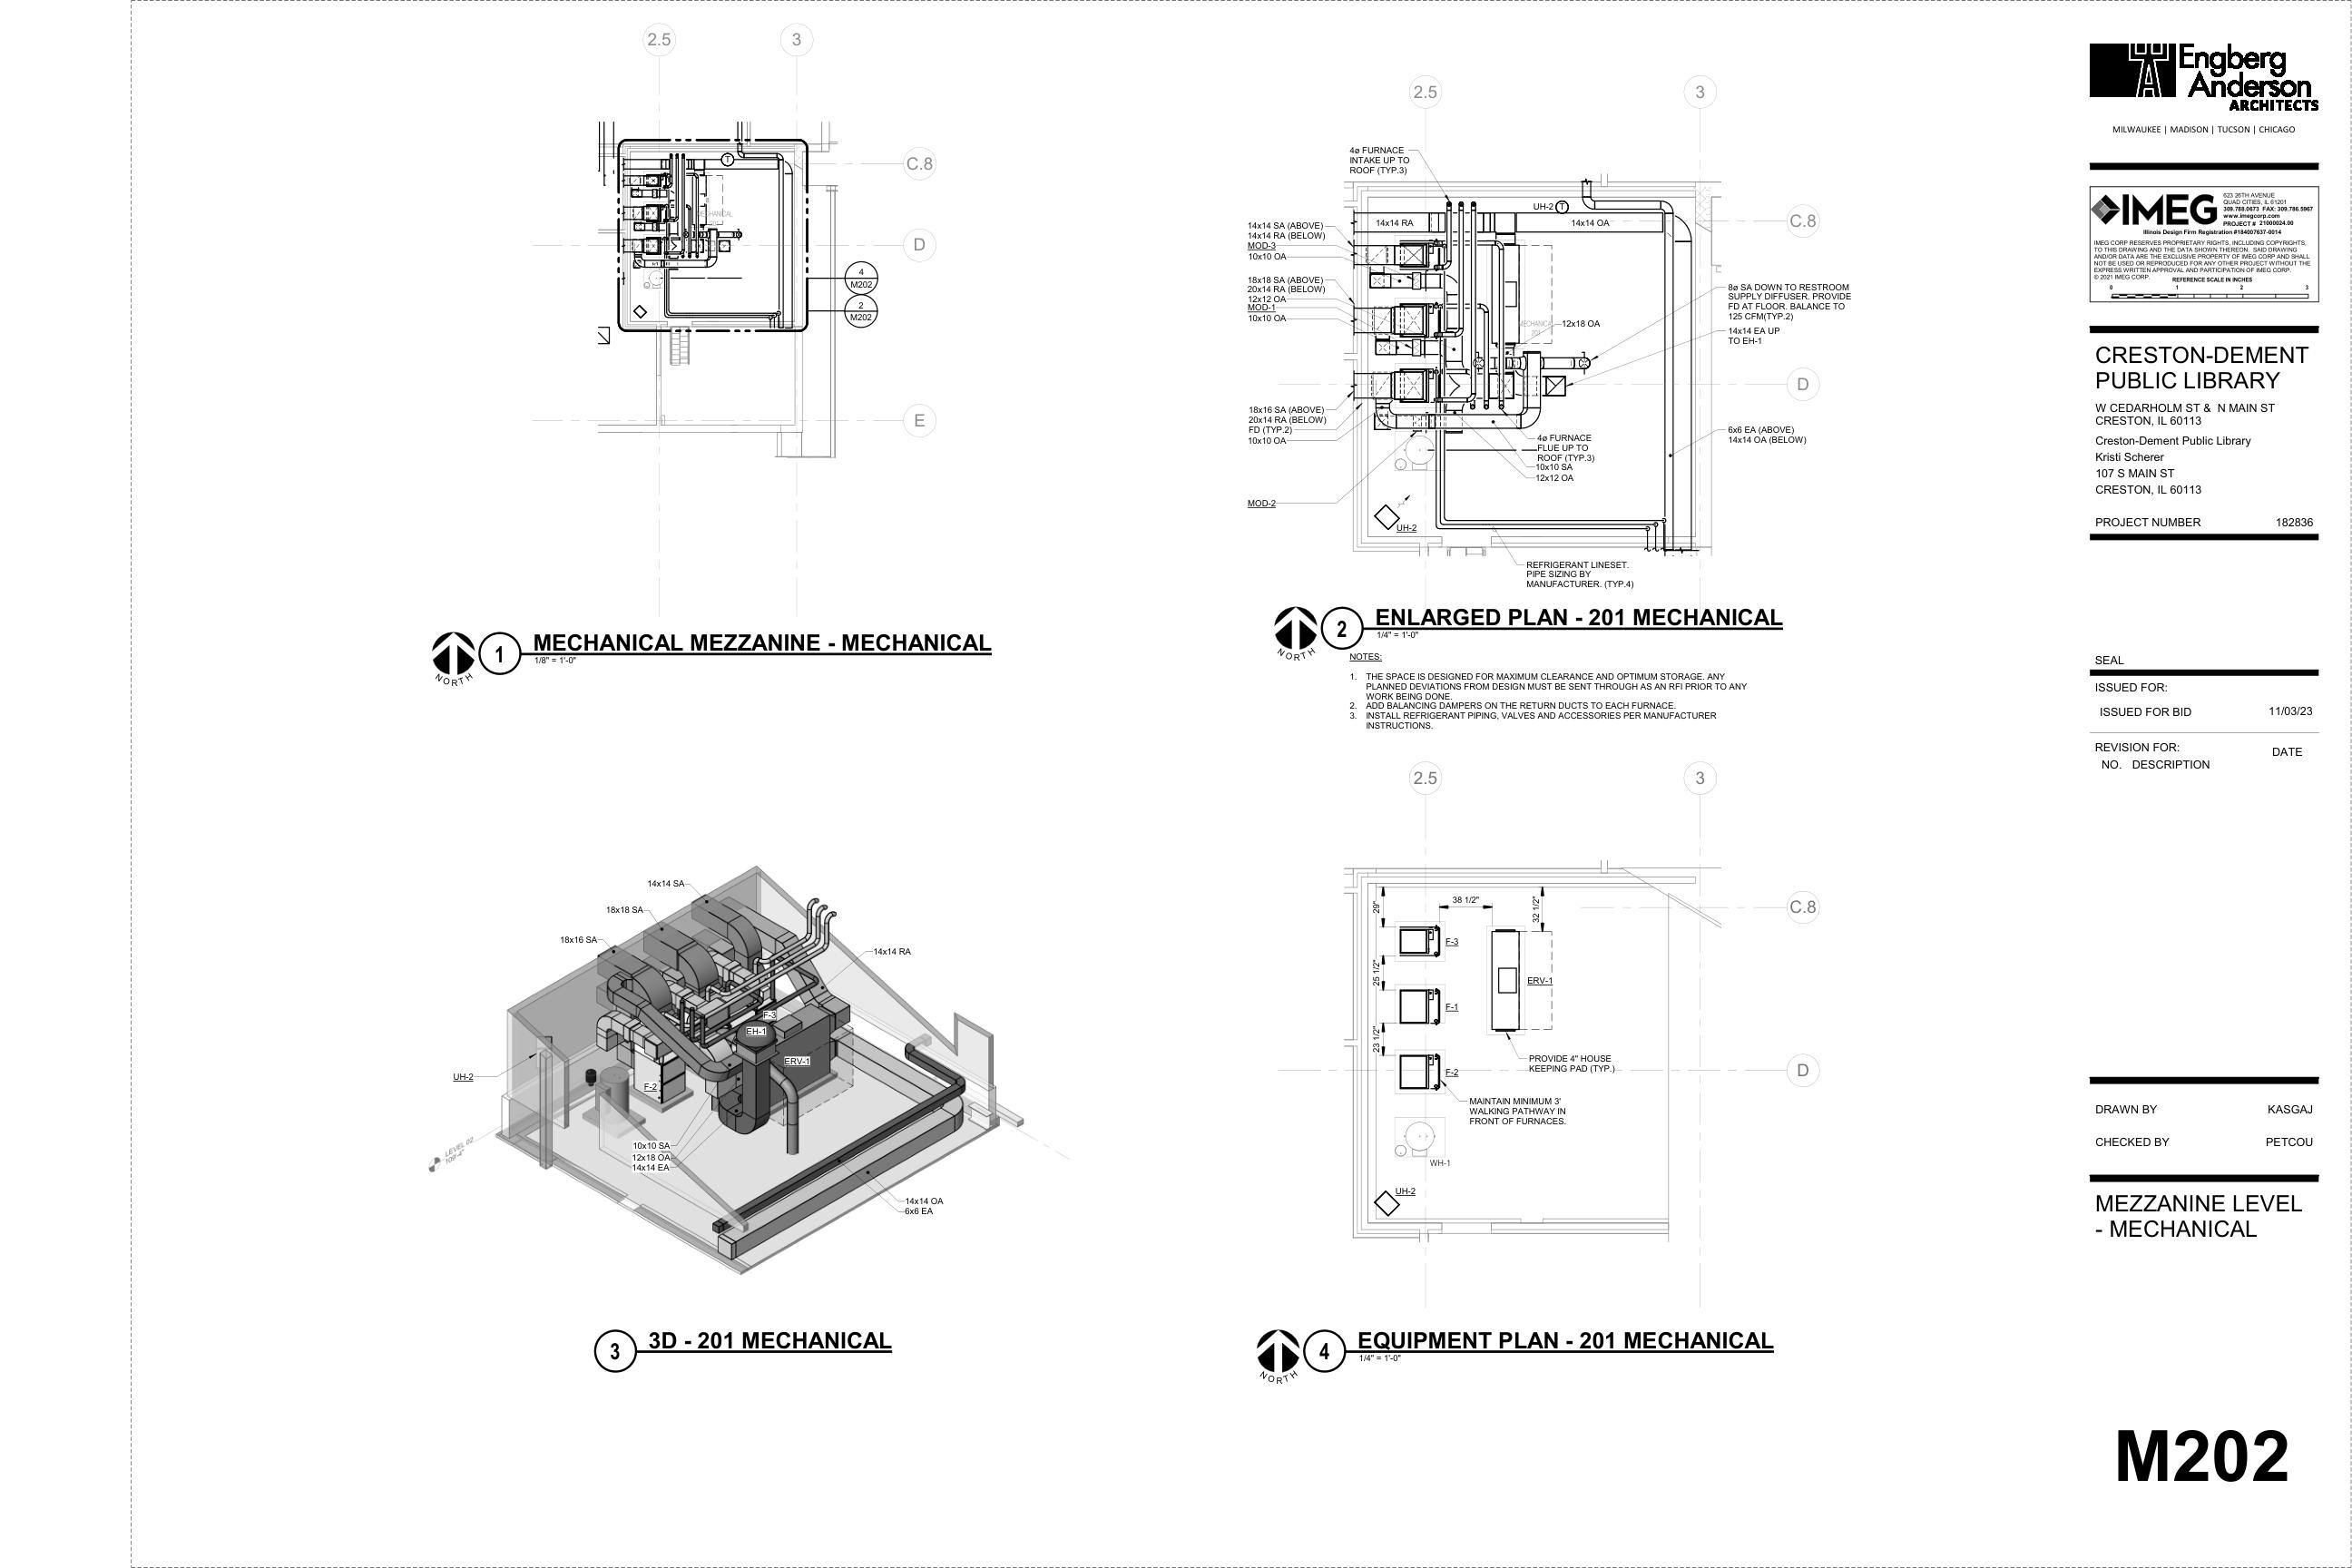 2.5
3
C.8
D
E
T
MECHANICAL
4
M202
2
M202
1
MECHANICAL MEZZANINE - MECHANICAL
1/8" = 1'-0"
NORTH
2.5
3
C.8
D
4ø FURNACE
INTAKE UP TO
ROOF (TYP.3)
UH-2
T
14x14 RA
14x14 OA
14x14 SA (ABOVE)
14x14 RA (BELOW)
MOD-3
10x10 OA
18x18 SA (ABOVE)
20x14 RA (BELOW)
12x12 OA
MOD-1
10x10 OA
MECHANICAL
201
12x18 OA
8ø SA DOWN TO RESTROOM
SUPPLY DIFFUSER. PROVIDE
FD AT FLOOR. BALANCE TO
125 CFM(TYP.2)
14x14 EA UP
TO EH-1
18x16 SA (ABOVE)
20x14 RA (BELOW)
FD (TYP.2)
10x10 OA
6x6 EA (ABOVE)
14x14 OA (BELOW)
4ø FURNACE
FLUE UP TO
ROOF (TYP.3)
10x10 SA
12x12 OA
MOD-2
UH-2
REFRIGERANT LINESET.
PIPE SIZING BY
MANUFACTURER. (TYP.4)
2
ENLARGED PLAN - 201 MECHANICAL
1/4" = 1'-0"
NORTH
NOTES:
1. THE SPACE IS DESIGNED FOR MAXIMUM CLEARANCE AND OPTIMUM STORAGE. ANY
PLANNED DEVIATIONS FROM DESIGN MUST BE SENT THROUGH AS AN RFI PRIOR TO ANY
WORK BEING DONE.
2. ADD BALANCING DAMPERS ON THE RETURN DUCTS TO EACH FURNACE.
3. INSTALL REFRIGERANT PIPING, VALVES AND ACCESSORIES PER MANUFACTURER
INSTRUCTIONS.
14x14 SA
18x18 SA
18x16 SA
14x14 RA
F-3
EH-1
ERV-1
UH-2
F-2
10x10 SA
12x18 OA
14x14 EA
LEVEL 02
109'-4"
14x14 OA
6x6 EA
3
3D - 201 MECHANICAL
2.5
3
C.8
D
29"
38 1/2"
32 1/2"
F-3
25 1/2"
ERV-1
F-1
23 1/2"
F-2
PROVIDE 4" HOUSE
KEEPING PAD (TYP.)
MAINTAIN MINIMUM 3'
WALKING PATHWAY IN
FRONT OF FURNACES.
WH-1
UH-2
4
EQUIPMENT PLAN - 201 MECHANICAL
1/4" = 1'-0"
NORTH
Engberg
Anderson
ARCHITECTS
MILWAUKEE | MADISON | TUCSON | CHICAGO
IMEG
623 26TH AVENUE
QUAD CITIES, IL 61201
309.788.0673 FAX: 309.786.5967
www.imegcorp.com
PROJECT # 21000024.00
Illinois Design Firm Registration #184007637-0014
IMEG CORP RESERVES PROPRIETARY RIGHTS, INCLUDING COPYRIGHTS,
TO THIS DRAWING AND THE DATA SHOWN THEREON. SAID DRAWING
AND/OR DATA ARE THE EXCLUSIVE PROPERTY OF IMEG CORP AND SHALL
NOT BE USED OR REPRODUCED FOR ANY OTHER PROJECT WITHOUT THE
EXPRESS WRITTEN APPROVAL AND PARTICIPATION OF IMEG CORP.
© 2021 IMEG CORP.
REFERENCE SCALE IN INCHES
0 1 2 3
CRESTON-DEMENT
PUBLIC LIBRARY
W CEDARHOLM ST & N MAIN ST
CRESTON, IL 60113
Creston-Dement Public Library
Kristi Scherer
107 S MAIN ST
CRESTON, IL 60113
PROJECT NUMBER 182836
SEAL
ISSUED FOR:
ISSUED FOR BID 11/03/23
REVISION FOR:
DATE
NO. DESCRIPTION
DRAWN BY KASGAJ
CHECKED BY PETCOU
MEZZANINE LEVEL
- MECHANICAL
M202